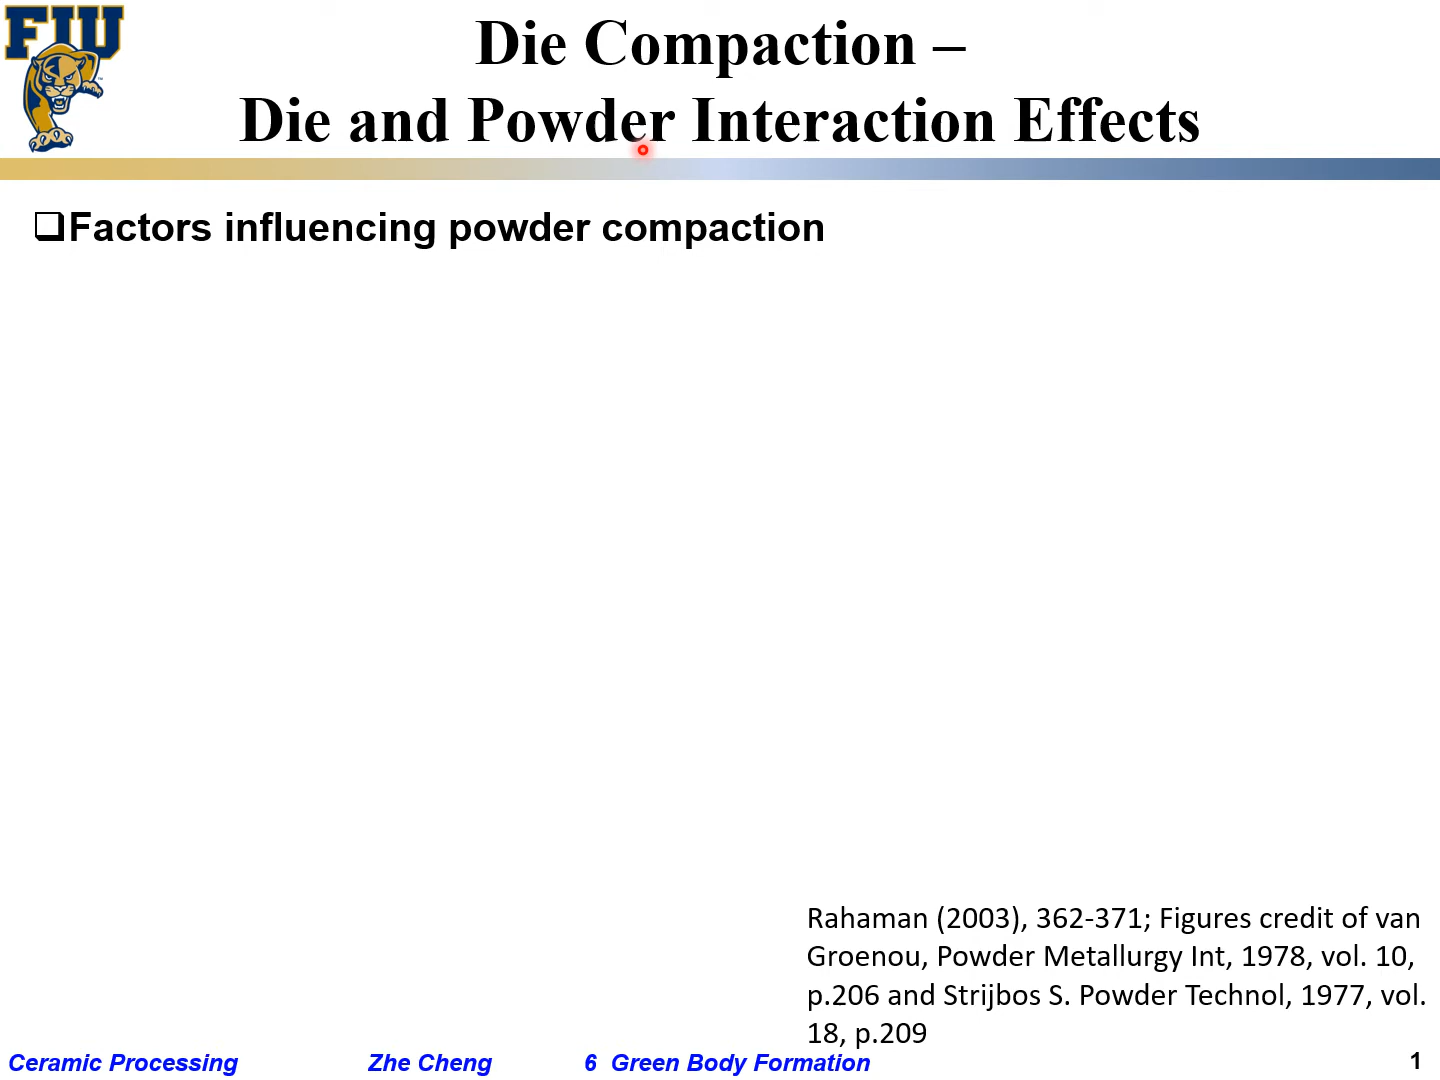 FIU
Die Compaction –
Die and Powder Interaction Effects
❑Factors influencing powder compaction
Rahaman (2003), 362-371; Figures credit of van
Groenou, Powder Metallurgy Int, 1978, vol. 10,
p.206 and Strijbos S. Powder Technol, 1977, vol.
18, p.209
Ceramic Processing Zhe Cheng 6 Green Body Formation 1